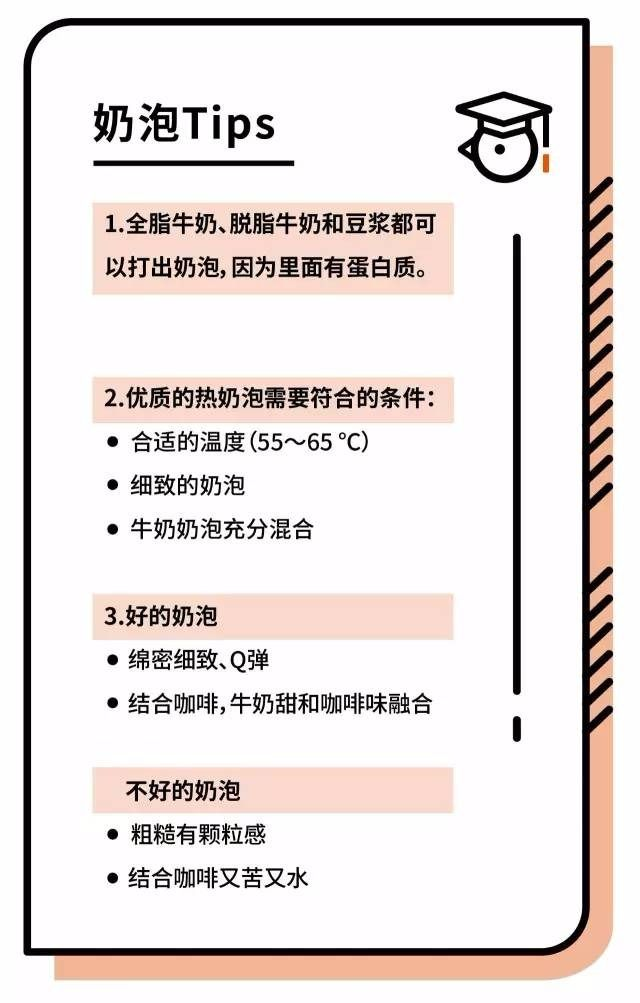 奶泡Tips
1.全脂牛奶、脱脂牛奶和豆浆都可
以打出奶泡,因为里面有蛋白质。
2.优质的热奶泡需要符合的条件:
● 合适的温度(55～65 ℃)
● 细致的奶泡
● 牛奶奶泡充分混合
3.好的奶泡
● 绵密细致、Q弹
● 结合咖啡,牛奶甜和咖啡味融合
不好的奶泡
● 粗糙有颗粒感
● 结合咖啡又苦又水